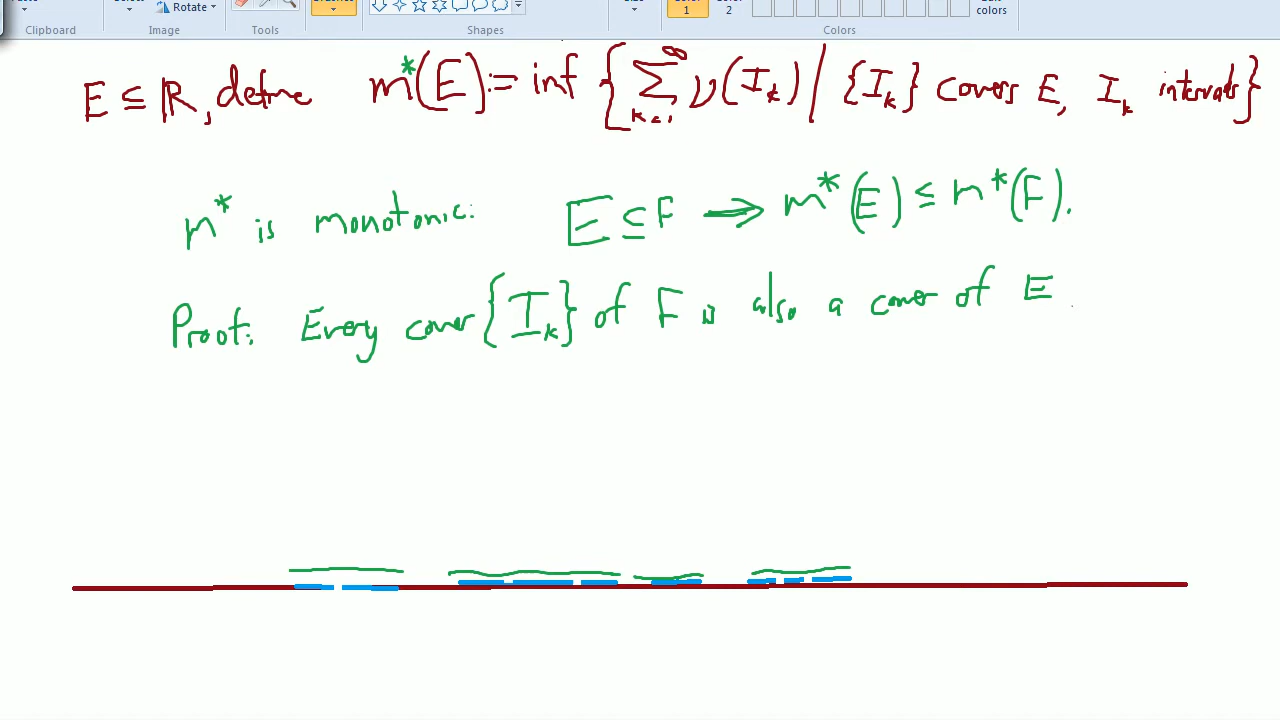 Rotate
Color 1
Color 2
Edit colors
Clipboard
Image
Tools
Shapes
Colors
E ⊆ ℝ, define m*(E) := inf { ∑_{k=1}^∞ ν(I_k) / {I_k} covers E, I_k intervals}
m* is monotonic: E ⊆ F ⟹ m*(E) ≤ m*(F).
Proof: Every cover {I_k} of F is also a cover of E